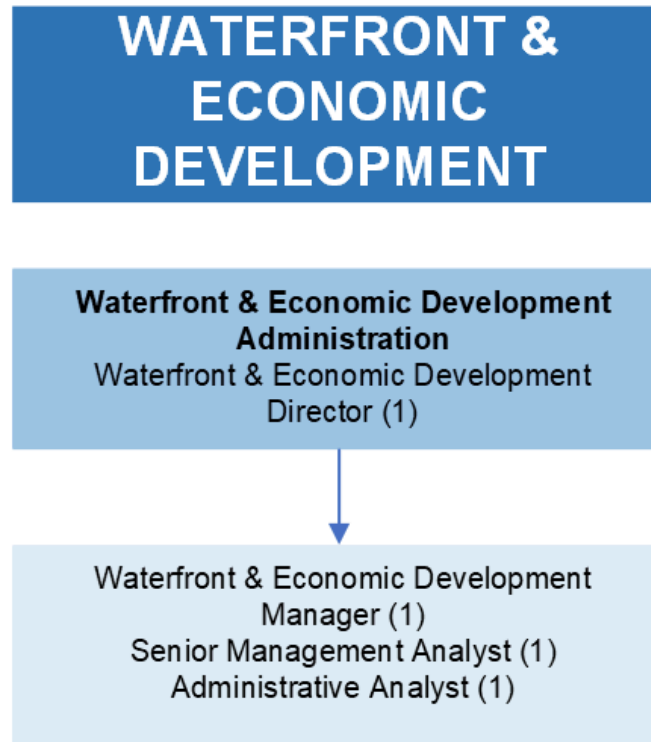 WATERFRONT &
ECONOMIC
DEVELOPMENT
Waterfront & Economic Development
Administration
Waterfront & Economic Development
Director (1)
Waterfront & Economic Development
Manager (1)
Senior Management Analyst (1)
Administrative Analyst (1)